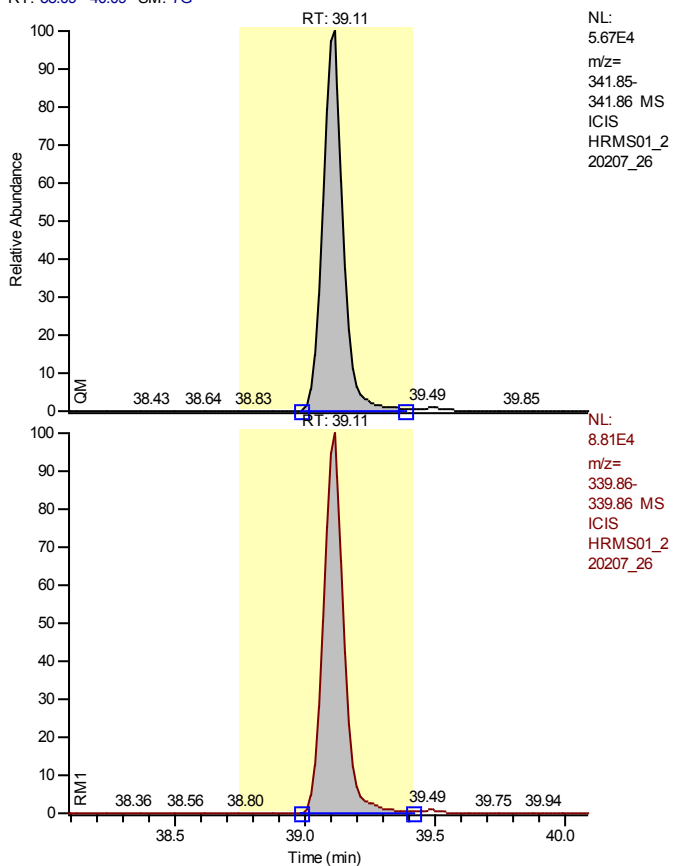 RT: 39.11
NL:
5.67E4
m/z=
341.85-
341.86 MS
ICIS
HRMS01_2
20207_26
100
90
80
70
60
50
40
30
20
10
0
Relative Abundance
QM
38.43 38.64 38.83 39.49 39.85
RT: 39.11
NL:
8.81E4
m/z=
339.86-
339.86 MS
ICIS
HRMS01_2
20207_26
100
90
80
70
60
50
40
30
20
10
0
RM1
38.36 38.56 38.80 39.49 39.75 39.94
38.5 39.0 39.5 40.0
Time (min)